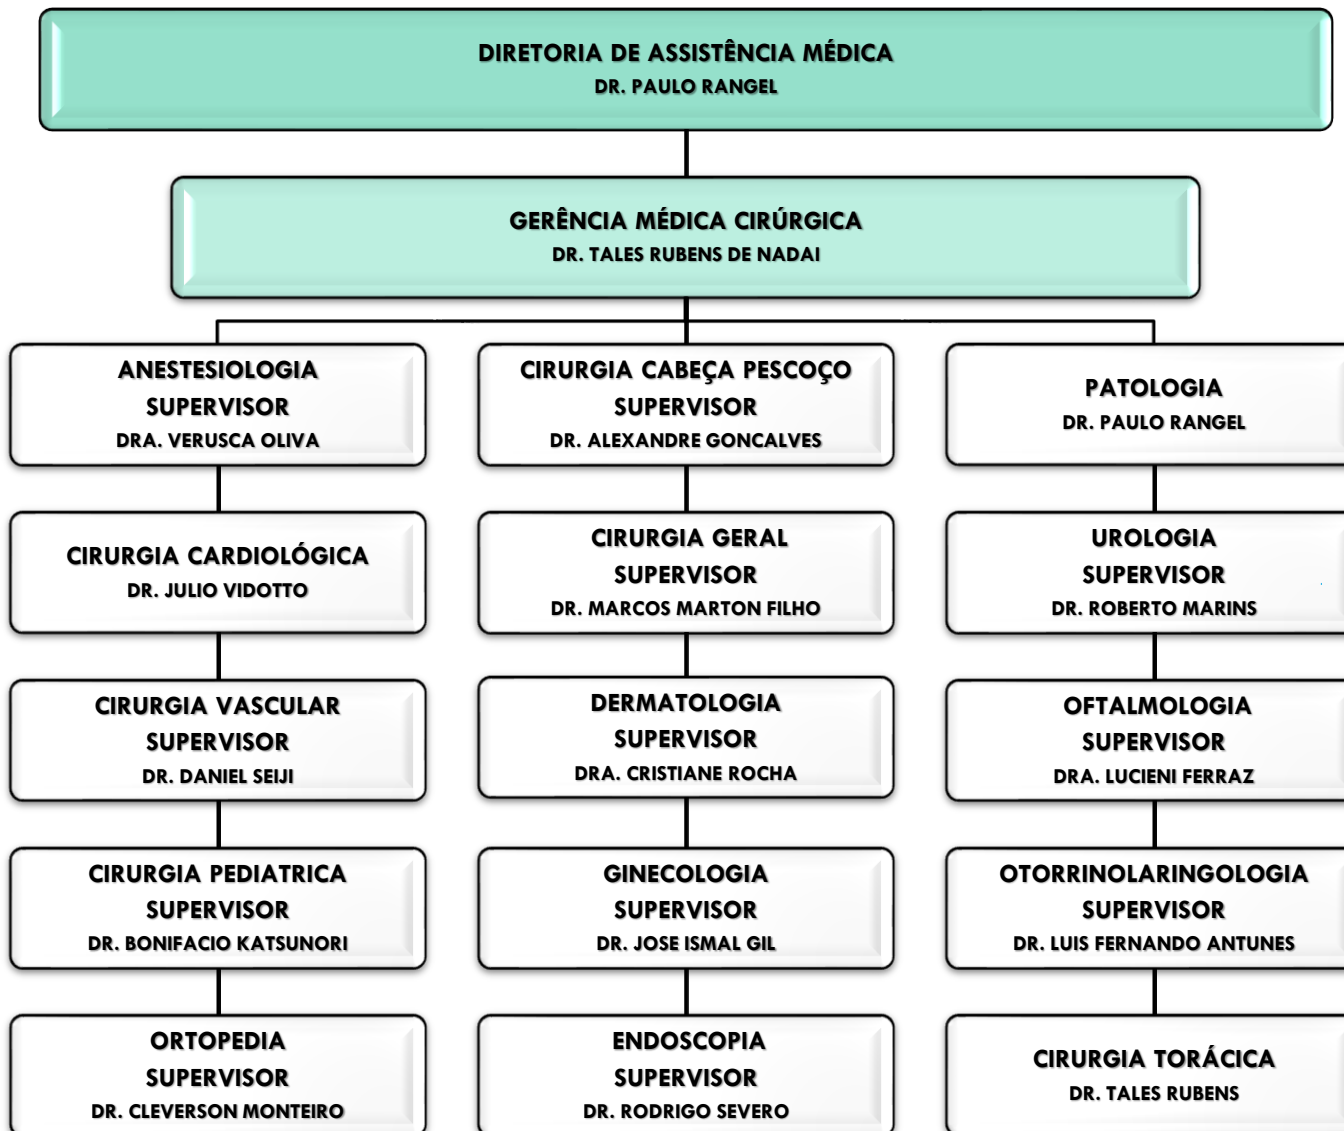 DIRETORIA DE ASSISTÊNCIA MÉDICA
DR. PAULO RANGEL
GERÊNCIA MÉDICA CIRÚRGICA
DR. TALES RUBENS DE NADAI
ANESTESIOLOGIA
SUPERVISOR
DRA. VERUSCA OLIVA
CIRURGIA CABEÇA PESCOÇO
SUPERVISOR
DR. ALEXANDRE GONCALVES
PATOLOGIA
DR. PAULO RANGEL
CIRURGIA CARDIOLÓGICA
DR. JULIO VIDOTTO
CIRURGIA GERAL
SUPERVISOR
DR. MARCOS MARTON FILHO
UROLOGIA
SUPERVISOR
DR. ROBERTO MARINS
CIRURGIA VASCULAR
SUPERVISOR
DR. DANIEL SEIJI
DERMATOLOGIA
SUPERVISOR
DRA. CRISTIANE ROCHA
OFTALMOLOGIA
SUPERVISOR
DRA. LUCIENI FERRAZ
CIRURGIA PEDIATRICA
SUPERVISOR
DR. BONIFACIO KATSUNORI
GINECOLOGIA
SUPERVISOR
DR. JOSE ISMAL GIL
OTORRINOLARINGOLOGIA
SUPERVISOR
DR. LUIS FERNANDO ANTUNES
ORTOPEDIA
SUPERVISOR
DR. CLEVERSON MONTEIRO
ENDOSCOPIA
SUPERVISOR
DR. RODRIGO SEVERO
CIRURGIA TORÁCICA
DR. TALES RUBENS